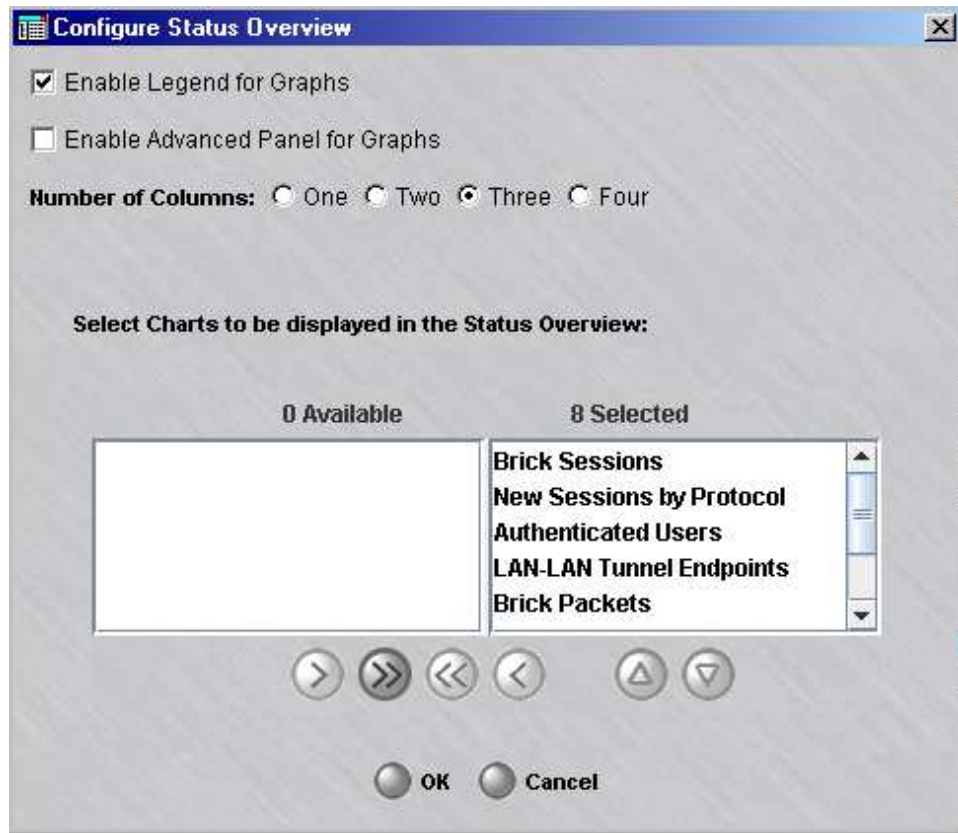 Configure Status Overview
Enable Legend for Graphs
Enable Advanced Panel for Graphs
Number of Columns: One Two Three Four
Select Charts to be displayed in the Status Overview:
0 Available 8 Selected
Brick Sessions
New Sessions by Protocol
Authenticated Users
LAN-LAN Tunnel Endpoints
Brick Packets
OK Cancel